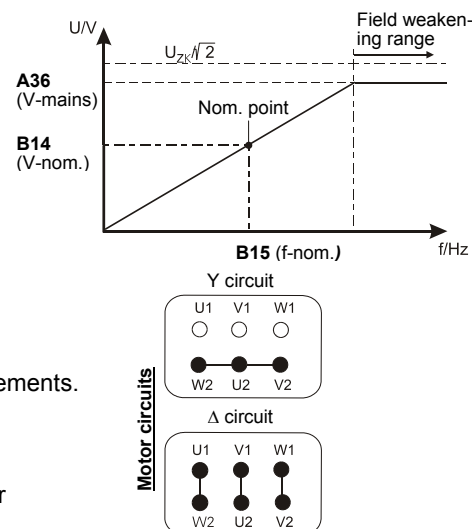 U/V
Field weaken-
ing range
U_ZK/√2
A36
(V-mains)
Nom. point
B14
(V-nom.)
B15 (f-nom.)
f/Hz
Y circuit
U1 V1 W1
W2 U2 V2
ements.
Motor circuits
Δ circuit
U1 V1 W1
r
W2 U2 V2